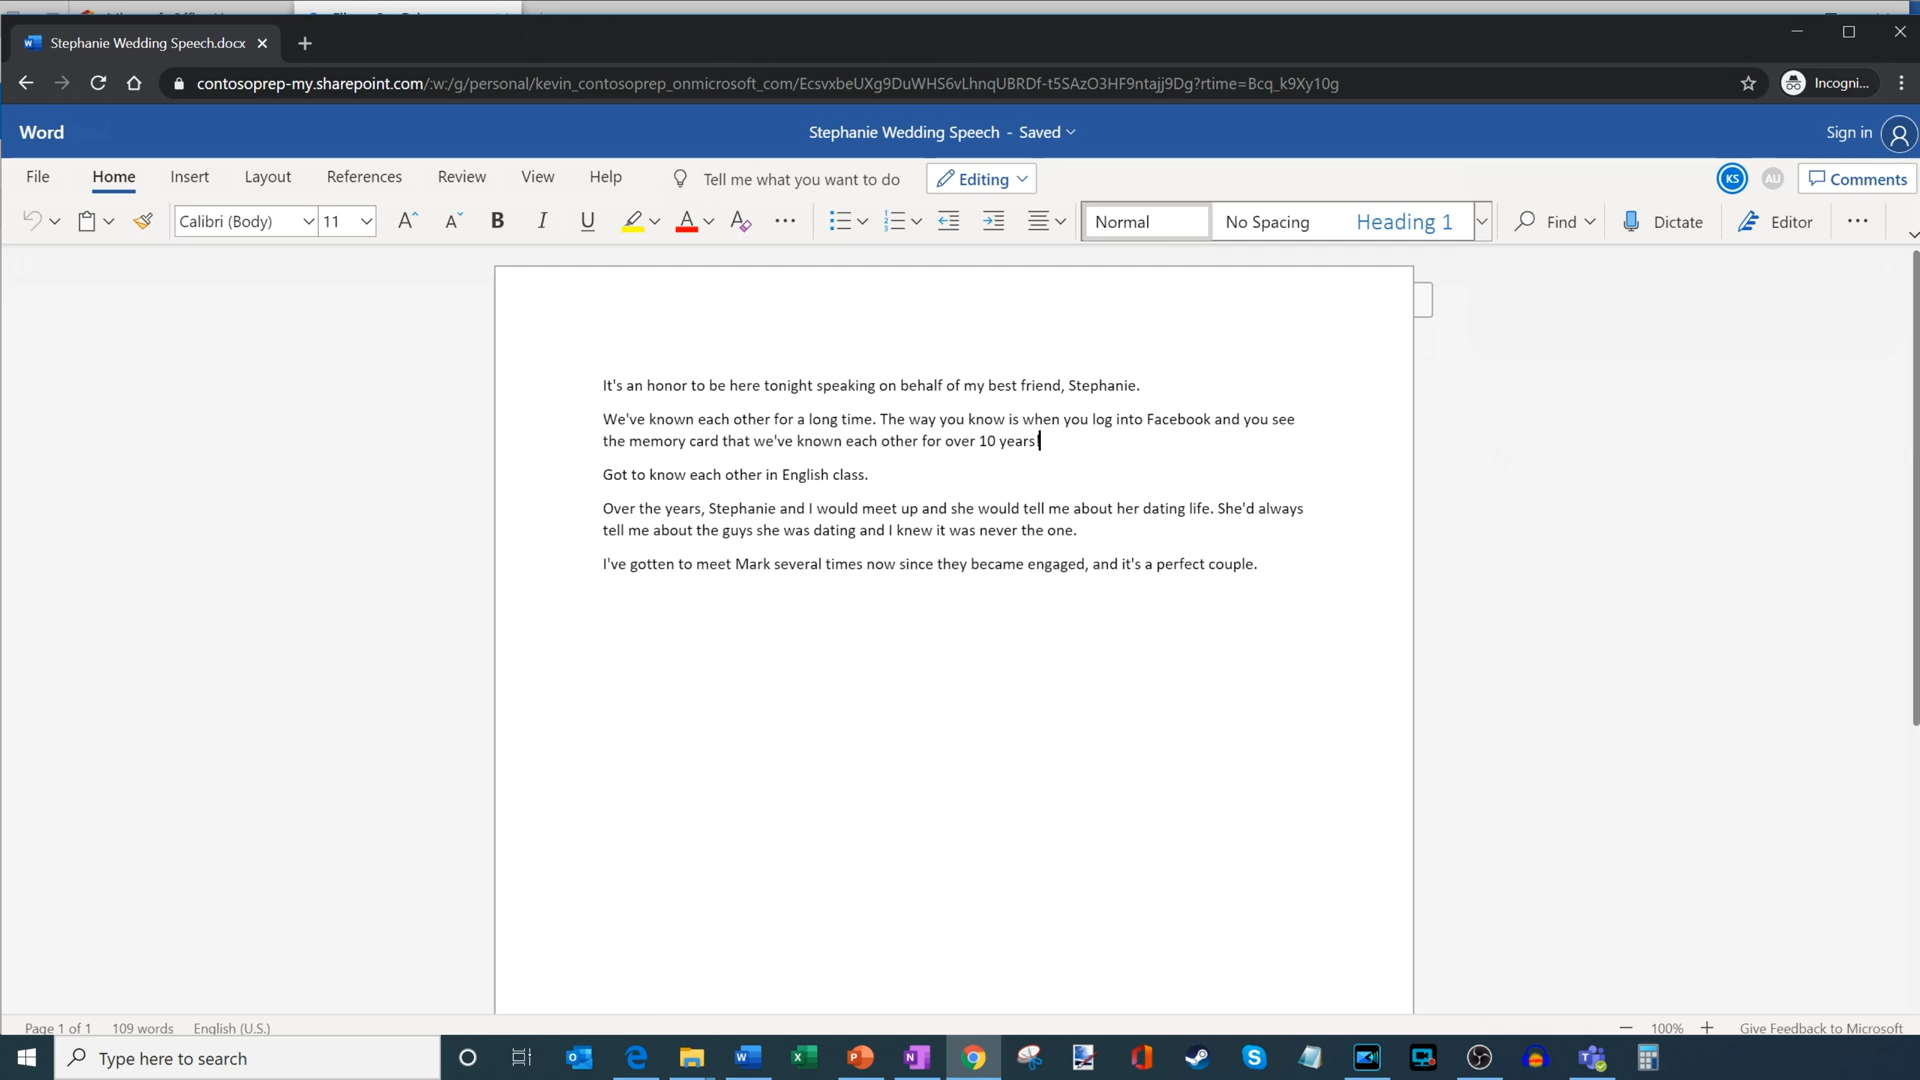 Stephanie Wedding Speech.docx
contosoprep-my.sharepoint.com/:w:/g/personal/kevin_contosoprep_onmicrosoft_com/EcsvxbeUXg9DuWHS6vLhnqUBRDf-t5SAzO3HF9ntajj9Dg?rtime=Bcq_k9Xy10g
Incogni...
Word
Stephanie Wedding Speech - Saved
Sign in
File Home Insert Layout References Review View Help Tell me what you want to do Editing KS AU Comments
Calibri (Body) 11 A A B I U A A Normal No Spacing Heading 1 Find Dictate Editor
It's an honor to be here tonight speaking on behalf of my best friend, Stephanie.
We've known each other for a long time. The way you know is when you log into Facebook and you see
the memory card that we've known each other for over 10 years!
Got to know each other in English class.
Over the years, Stephanie and I would meet up and she would tell me about her dating life. She'd always
tell me about the guys she was dating and I knew it was never the one.
I've gotten to meet Mark several times now since they became engaged, and it's a perfect couple.
Page 1 of 1 109 words English (U.S.) 100% Give Feedback to Microsoft
Type here to search